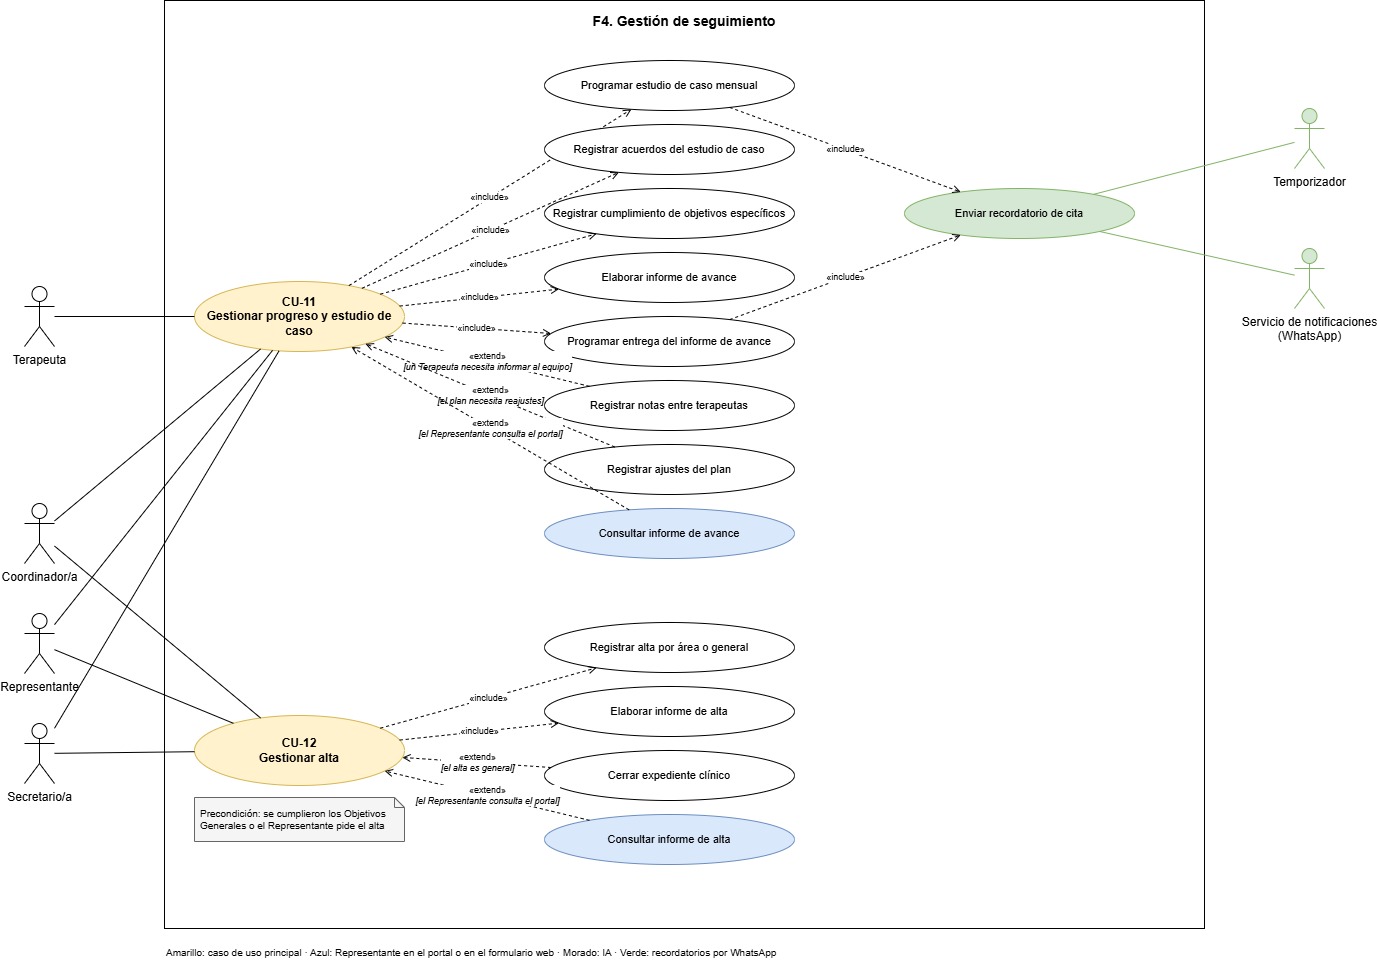 F4. Gestión de seguimiento
Programar estudio de caso mensual
Registrar acuerdos del estudio de caso
«include»
Temporizador
«include»
Registrar cumplimiento de objetivos específicos
Enviar recordatorio de cita
«include»
«include»
Elaborar informe de avance
«include»
«include»
CU-11
Gestionar progreso y estudio de
caso
Servicio de notificaciones
(WhatsApp)
«include»
Programar entrega del informe de avance
Terapeuta
«extend»
[un Terapeuta necesita informar al equipo]
«extend»
[el plan necesita reajustes]
Registrar notas entre terapeutas
«extend»
[el Representante consulta el portal]
Registrar ajustes del plan
Consultar informe de avance
Coordinador/a
Registrar alta por área o general
Representante
«include»
Elaborar informe de alta
«include»
CU-12
Gestionar alta
«extend»
[el alta es general]
Cerrar expediente clínico
Secretario/a
«extend»
[el Representante consulta el portal]
Precondición: se cumplieron los Objetivos
Generales o el Representante pide el alta
Consultar informe de alta
Amarillo: caso de uso principal · Azul: Representante en el portal o en el formulario web · Morado: IA · Verde: recordatorios por WhatsApp